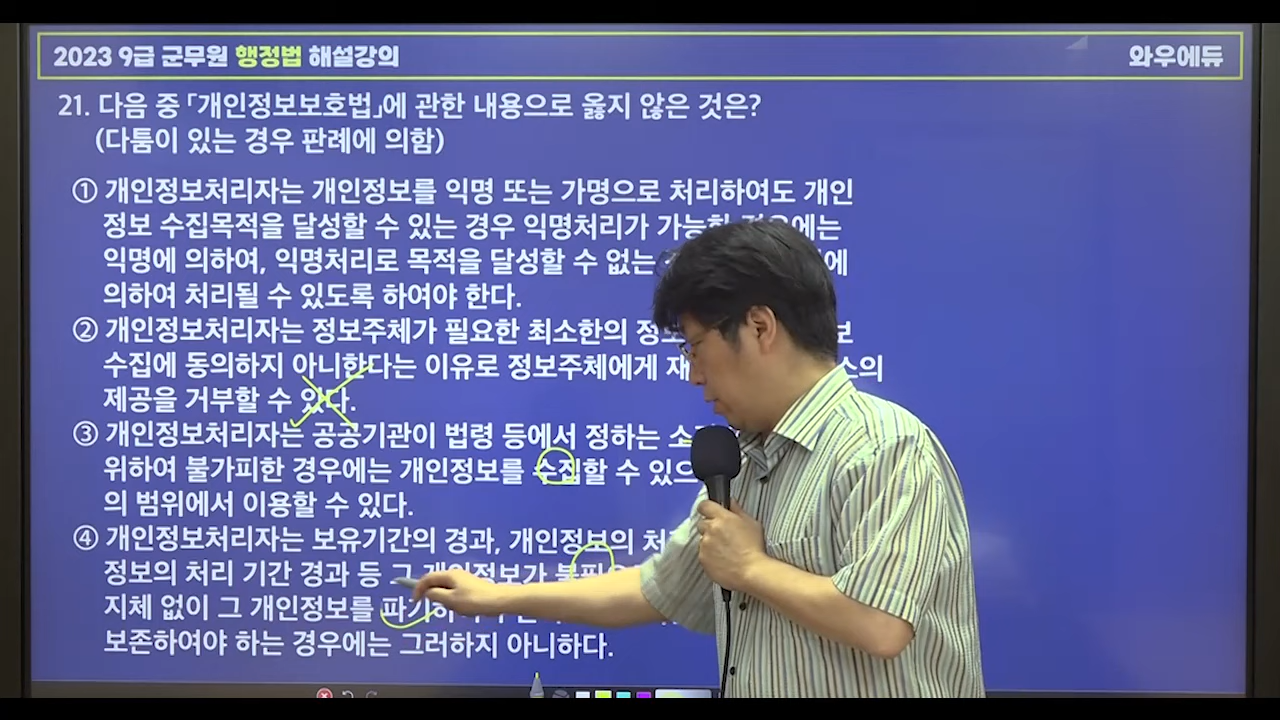 2023 9급 군무원 행정법 해설강의
와우에듀
21. 다음 중 「개인정보보호법」에 관한 내용으로 옳지 않은 것은?
(다툼이 있는 경우 판례에 의함)
① 개인정보처리자는 개인정보를 익명 또는 가명으로 처리하여도 개인
정보 수집목적을 달성할 수 있는 경우 익명처리가 가능한
익명에 의하여, 익명처리로 목적을 달성할 수 없는
의하여 처리될 수 있도록 하여야 한다.
② 개인정보처리자는 정보주체가 필요한 최소한의
수집에 동의하지 아니한다는 이유로 정보주체에게
제공을 거부할 수 있다.
③ 개인정보처리자는 공공기관이 법령 등에서 정하는
위하여 불가피한 경우에는 개인정보를 수집할 수
의 범위에서 이용할 수 있다.
④ 개인정보처리자는 보유기간의 경과, 개인정보의
정보의 처리 기간 경과 등 그 개인정보가
지체 없이 그 개인정보를
보존하여야 하는 경우에는 그러하지 아니하다.